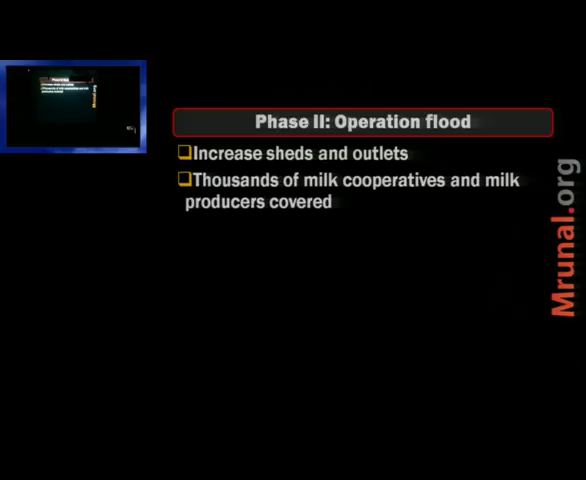 Phase II: Operation flood
Increase sheds and outlets
Thousands of milk cooperatives and milk
producers covered
Mrunal.org